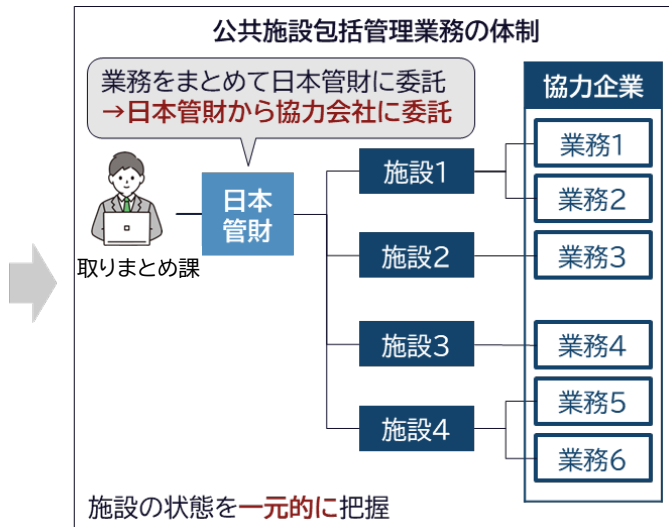 公共施設包括管理業務の体制
業務をまとめて日本管財に委託
→日本管財から協力会社に委託
取りまとめ課
日本
管財
施設1
施設2
施設3
施設4
協力企業
業務1
業務2
業務3
業務4
業務5
業務6
施設の状態を一元的に把握